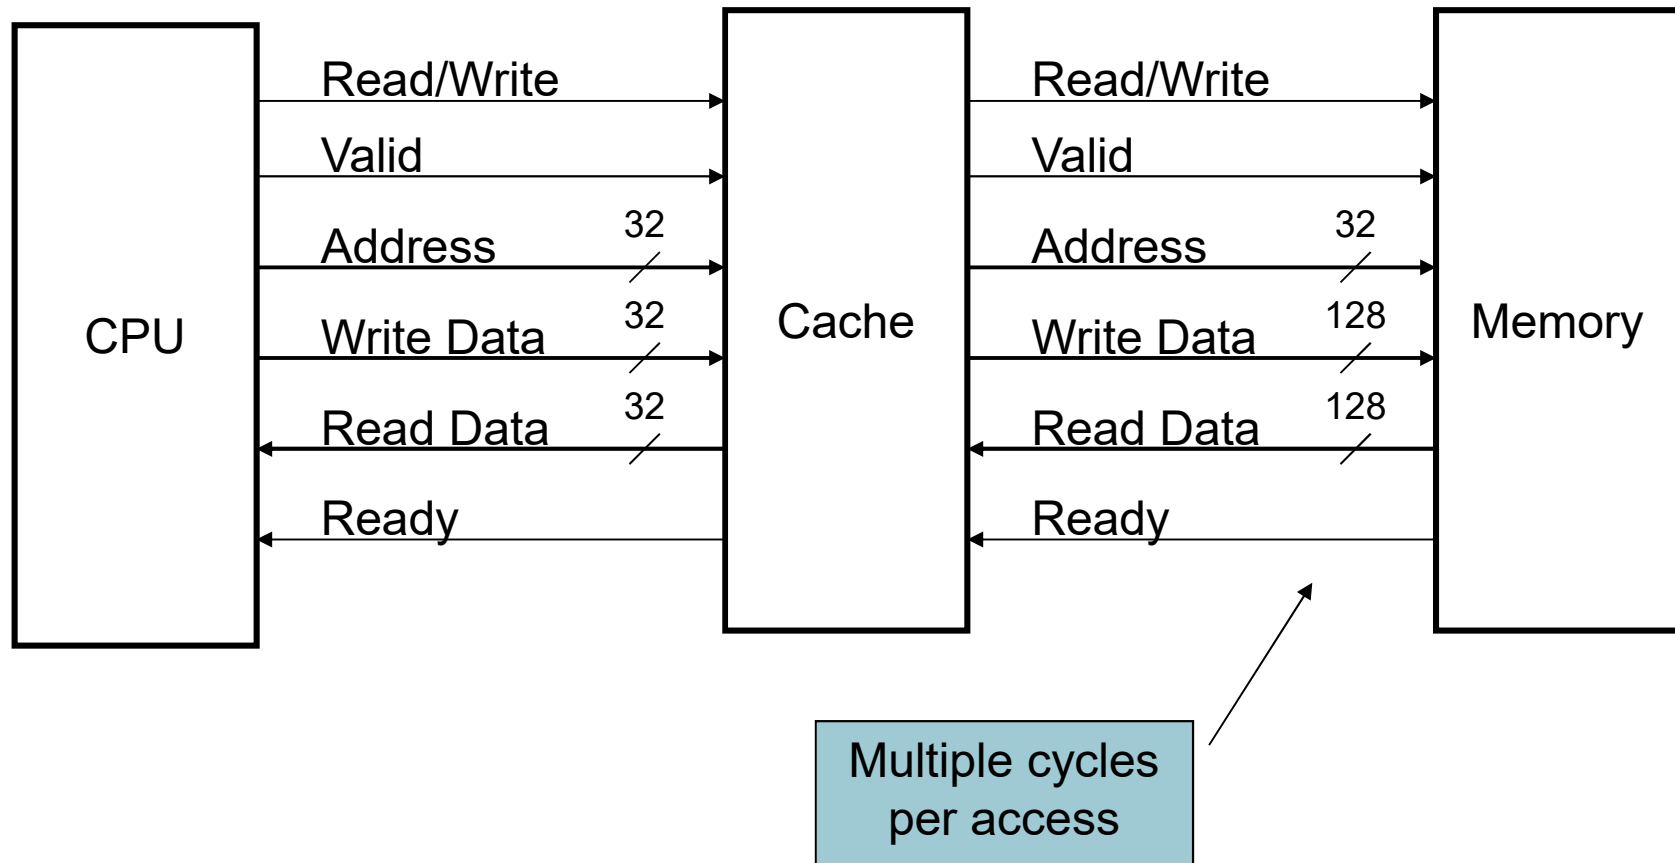 Read/Write
Read/Write
Valid
Valid
Address
32
Address
32
CPU
Write Data
32
Cache
Write Data
128
Memory
Read Data
32
Read Data
128
Ready
Ready
Multiple cycles
per access